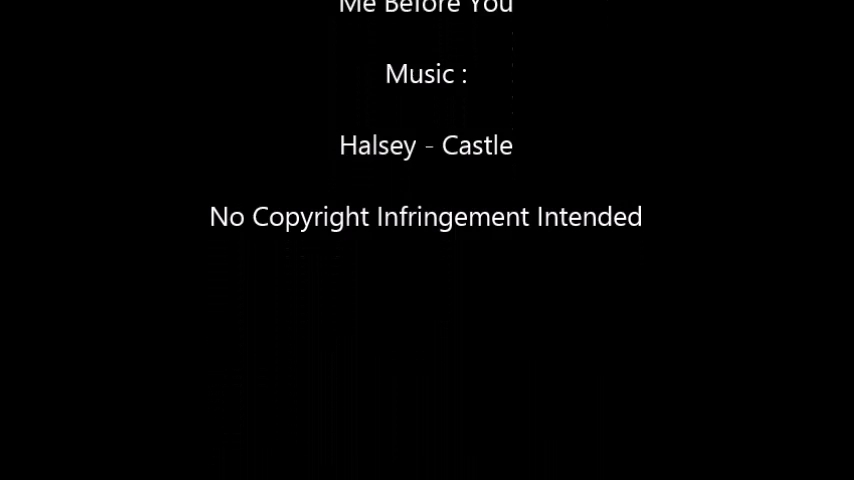 Me Before You
Music :
Halsey - Castle
No Copyright Infringement Intended